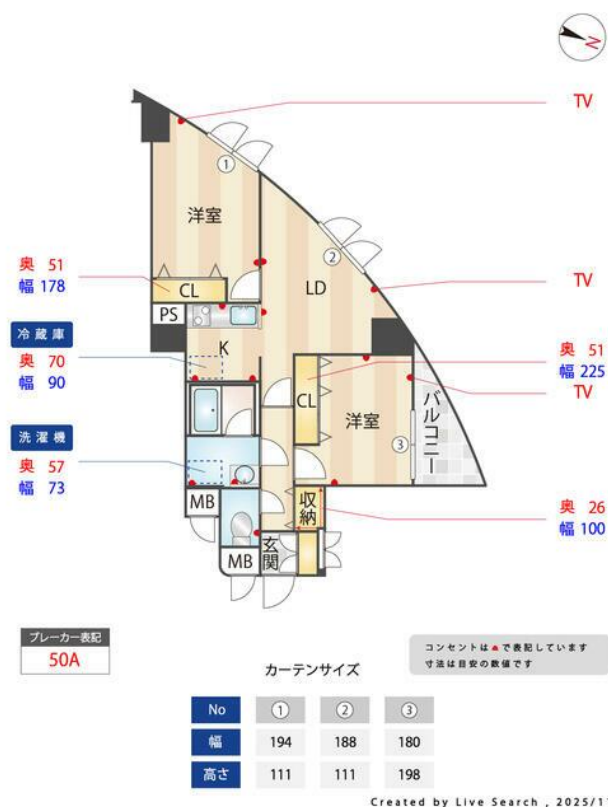 N
TV
①
洋室
②
LD
TV
奥 51
幅 178
CL
PS
冷蔵庫
奥 70
幅 90
K
奥 51
幅 225
TV
CL
洋室
③
バルコニー
洗濯機
奥 57
幅 73
MB
収納
奥 26
幅 100
MB
玄関
ブレーカー表記
50A
コンセントは で表記しています
寸法は目安の数値です
カーテンサイズ
No ① ② ③
幅 194 188 180
高さ 111 111 198
Created by Live Search , 2025/1